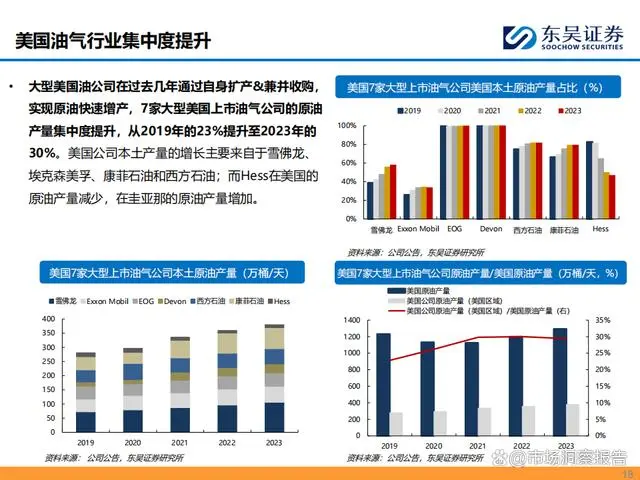 美国油气行业集中度提升
东吴证券
SOOCHOW SECURITIES
• 大型美国油公司在过去几年通过自身扩产&兼并收购，
实现原油快速增产，7家大型美国上市油气公司的原油
产量集中度提升，从2019年的23%提升至2023年的
30%。美国公司本土产量的增长主要来自于雪佛龙、
埃克森美孚、康菲石油和西方石油；而Hess在美国的
原油产量减少，在圭亚那的原油产量增加。
美国7家大型上市油气公司美国本土原油产量占比（%）
2019 2020 2021 2022 2023
100%
80%
60%
40%
20%
0%
雪佛龙 Exxon Mobil EOG Devon 西方石油 康菲石油 Hess
资料来源：公司公告，东吴证券研究所
美国7家大型上市油气公司本土原油产量（万桶/天）
雪佛龙 Exxon Mobil EOG Devon 西方石油 康菲石油 Hess
400
350
300
250
200
150
100
50
0
2019 2020 2021 2022 2023
资料来源：公司公告，东吴证券研究所
美国7家大型上市油气公司原油产量/美国原油产量（万桶/天，%）
美国原油产量
美国公司原油产量（美国区域）
美国公司原油产量（美国区域）/美国原油产量（右）
1400 35%
1200 30%
1000 25%
800 20%
600 15%
400 10%
200 5%
0 0%
2019 2020 2021 2022 2023
资料来源：公司公告，东吴证券研究所
@市场洞察报告
18